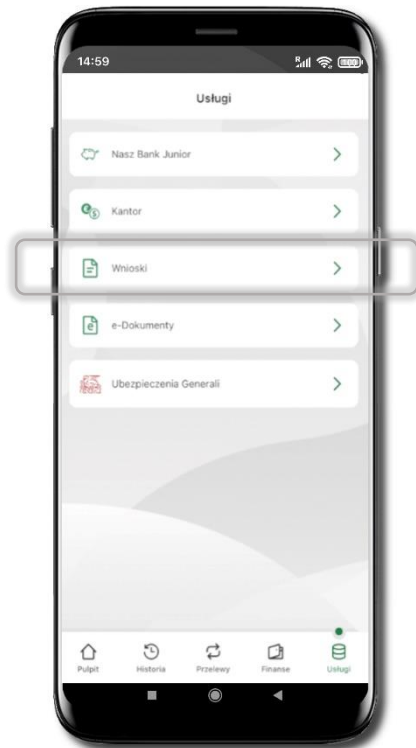 14:59
Usługi
Nasz Bank Junior
Kantor
Wnioski
e-Dokumenty
Ubezpieczenia Generali
Pulpit Historia Przelewy Finanse Usługi